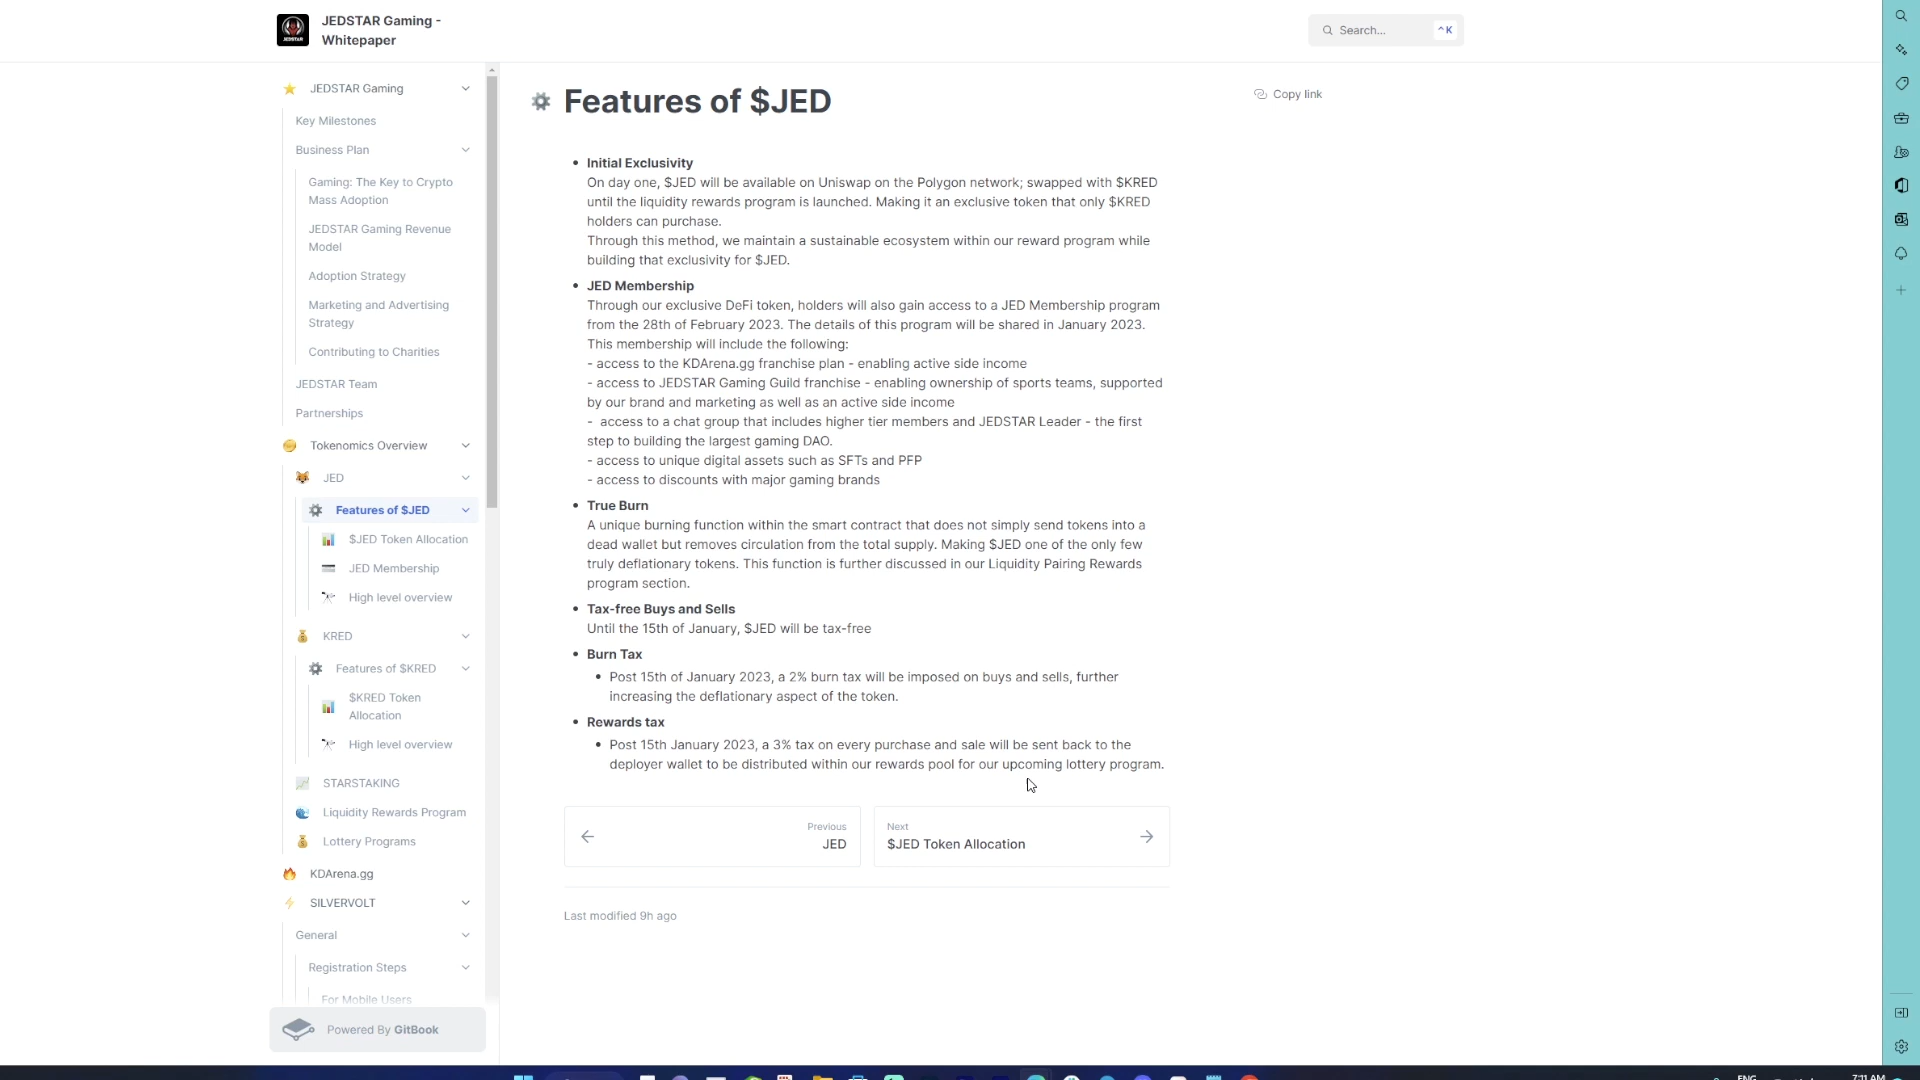 JEDSTAR Gaming -
Whitepaper
Search...
^K
JEDSTAR Gaming
Key Milestones
Business Plan
Gaming: The Key to Crypto
Mass Adoption
JEDSTAR Gaming Revenue
Model
Adoption Strategy
Marketing and Advertising
Strategy
Contributing to Charities
JEDSTAR Team
Partnerships
Tokenomics Overview
JED
Features of $JED
$JED Token Allocation
JED Membership
High level overview
KRED
Features of $KRED
$KRED Token
Allocation
High level overview
STARSTAKING
Liquidity Rewards Program
Lottery Programs
KDArena.gg
SILVERVOLT
General
Registration Steps
For Mobile Users
Powered By GitBook
Features of $JED
Copy link
• Initial Exclusivity
On day one, $JED will be available on Uniswap on the Polygon network; swapped with $KRED
until the liquidity rewards program is launched. Making it an exclusive token that only $KRED
holders can purchase.
Through this method, we maintain a sustainable ecosystem within our reward program while
building that exclusivity for $JED.
• JED Membership
Through our exclusive DeFi token, holders will also gain access to a JED Membership program
from the 28th of February 2023. The details of this program will be shared in January 2023.
This membership will include the following:
- access to the KDArena.gg franchise plan - enabling active side income
- access to JEDSTAR Gaming Guild franchise - enabling ownership of sports teams, supported
by our brand and marketing as well as an active side income
- access to a chat group that includes higher tier members and JEDSTAR Leader - the first
step to building the largest gaming DAO.
- access to unique digital assets such as SFTs and PFP
- access to discounts with major gaming brands
• True Burn
A unique burning function within the smart contract that does not simply send tokens into a
dead wallet but removes circulation from the total supply. Making $JED one of the only few
truly deflationary tokens. This function is further discussed in our Liquidity Pairing Rewards
program section.
• Tax-free Buys and Sells
Until the 15th of January, $JED will be tax-free
• Burn Tax
• Post 15th of January 2023, a 2% burn tax will be imposed on buys and sells, further
increasing the deflationary aspect of the token.
• Rewards tax
• Post 15th January 2023, a 3% tax on every purchase and sale will be sent back to the
deployer wallet to be distributed within our rewards pool for our upcoming lottery program.
Previous
JED
Next
$JED Token Allocation
Last modified 9h ago
ENG
7:11 AM